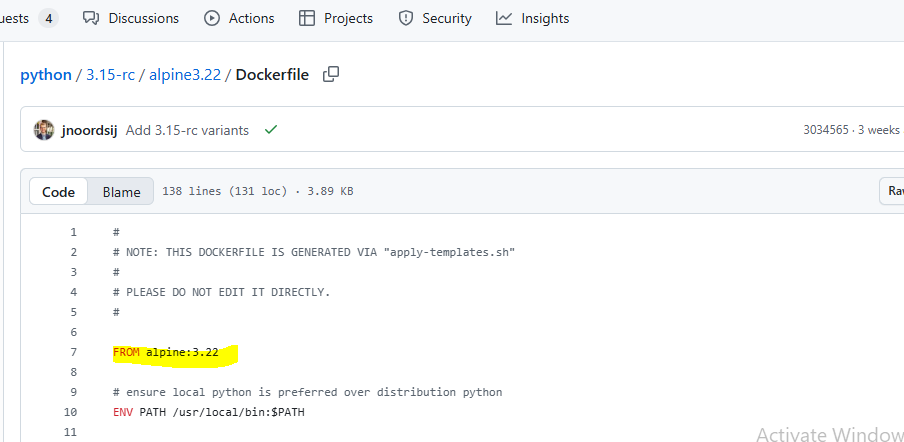 uests 4 Discussions Actions Projects Security Insights
python / 3.15-rc / alpine3.22 / Dockerfile
jnoordsij Add 3.15-rc variants 3034565 · 3 weeks
Code Blame 138 lines (131 loc) · 3.89 KB Ra
1 #
2 # NOTE: THIS DOCKERFILE IS GENERATED VIA "apply-templates.sh"
3 #
4 # PLEASE DO NOT EDIT IT DIRECTLY.
5 #
6
7 FROM alpine:3.22
8
9 # ensure local python is preferred over distribution python
10 ENV PATH /usr/local/bin:$PATH
11
Activate Window